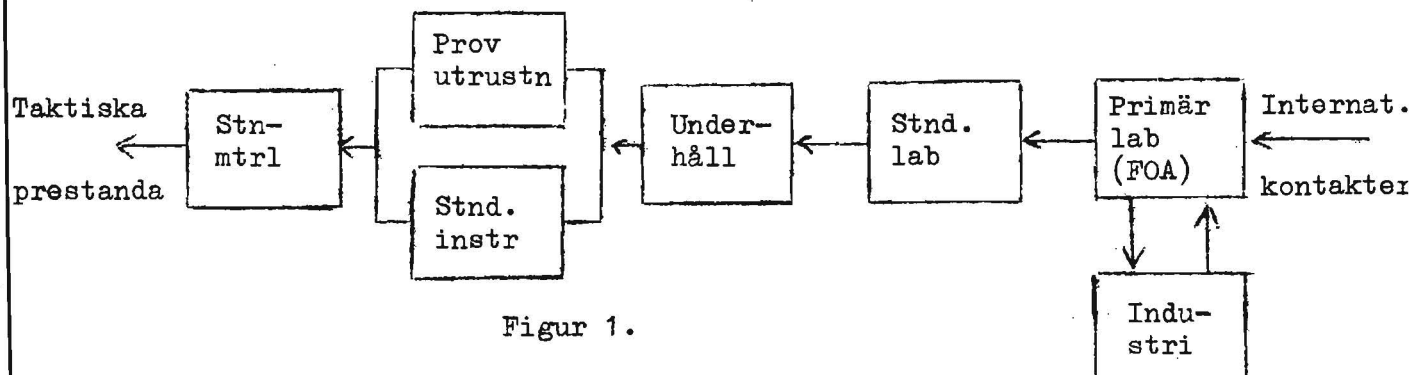 Taktiska
prestanda
Stn-
mtrl
Prov
utrustn
Stnd.
instr
Under-
håll
Stnd.
lab
Primär
lab
(FOA)
Internat.
kontakter
Indu-
stri
Figur 1.